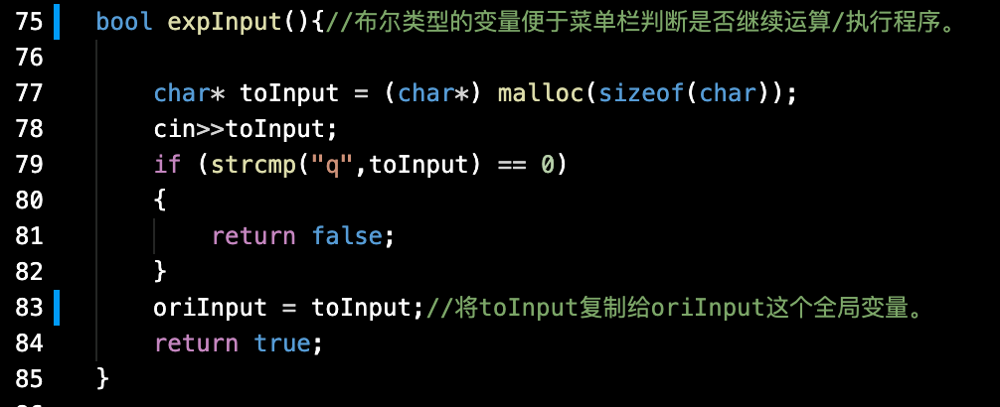 75 bool expInput(){//布尔类型的变量便于菜单栏判断是否继续运算/执行程序。
76
77 char* toInput = (char*) malloc(sizeof(char));
78 cin>>toInput;
79 if (strcmp("q",toInput) == 0)
80 {
81 return false;
82 }
83 oriInput = toInput;//将toInput复制给oriInput这个全局变量。
84 return true;
85 }